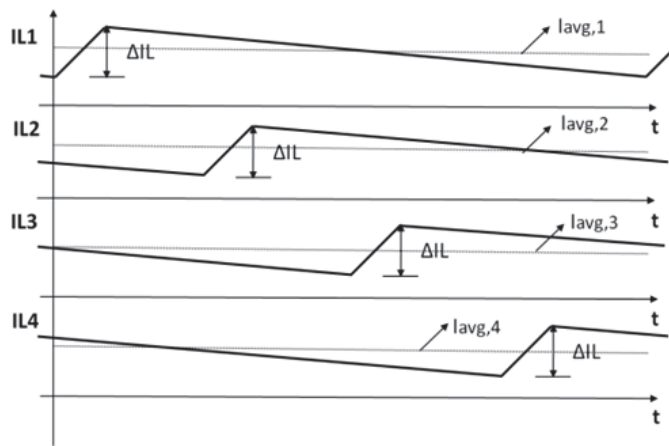 IL1
ΔIL
Iavg,1
t
IL2
ΔIL
Iavg,2
t
IL3
ΔIL
Iavg,3
t
IL4
Iavg,4
ΔIL
t